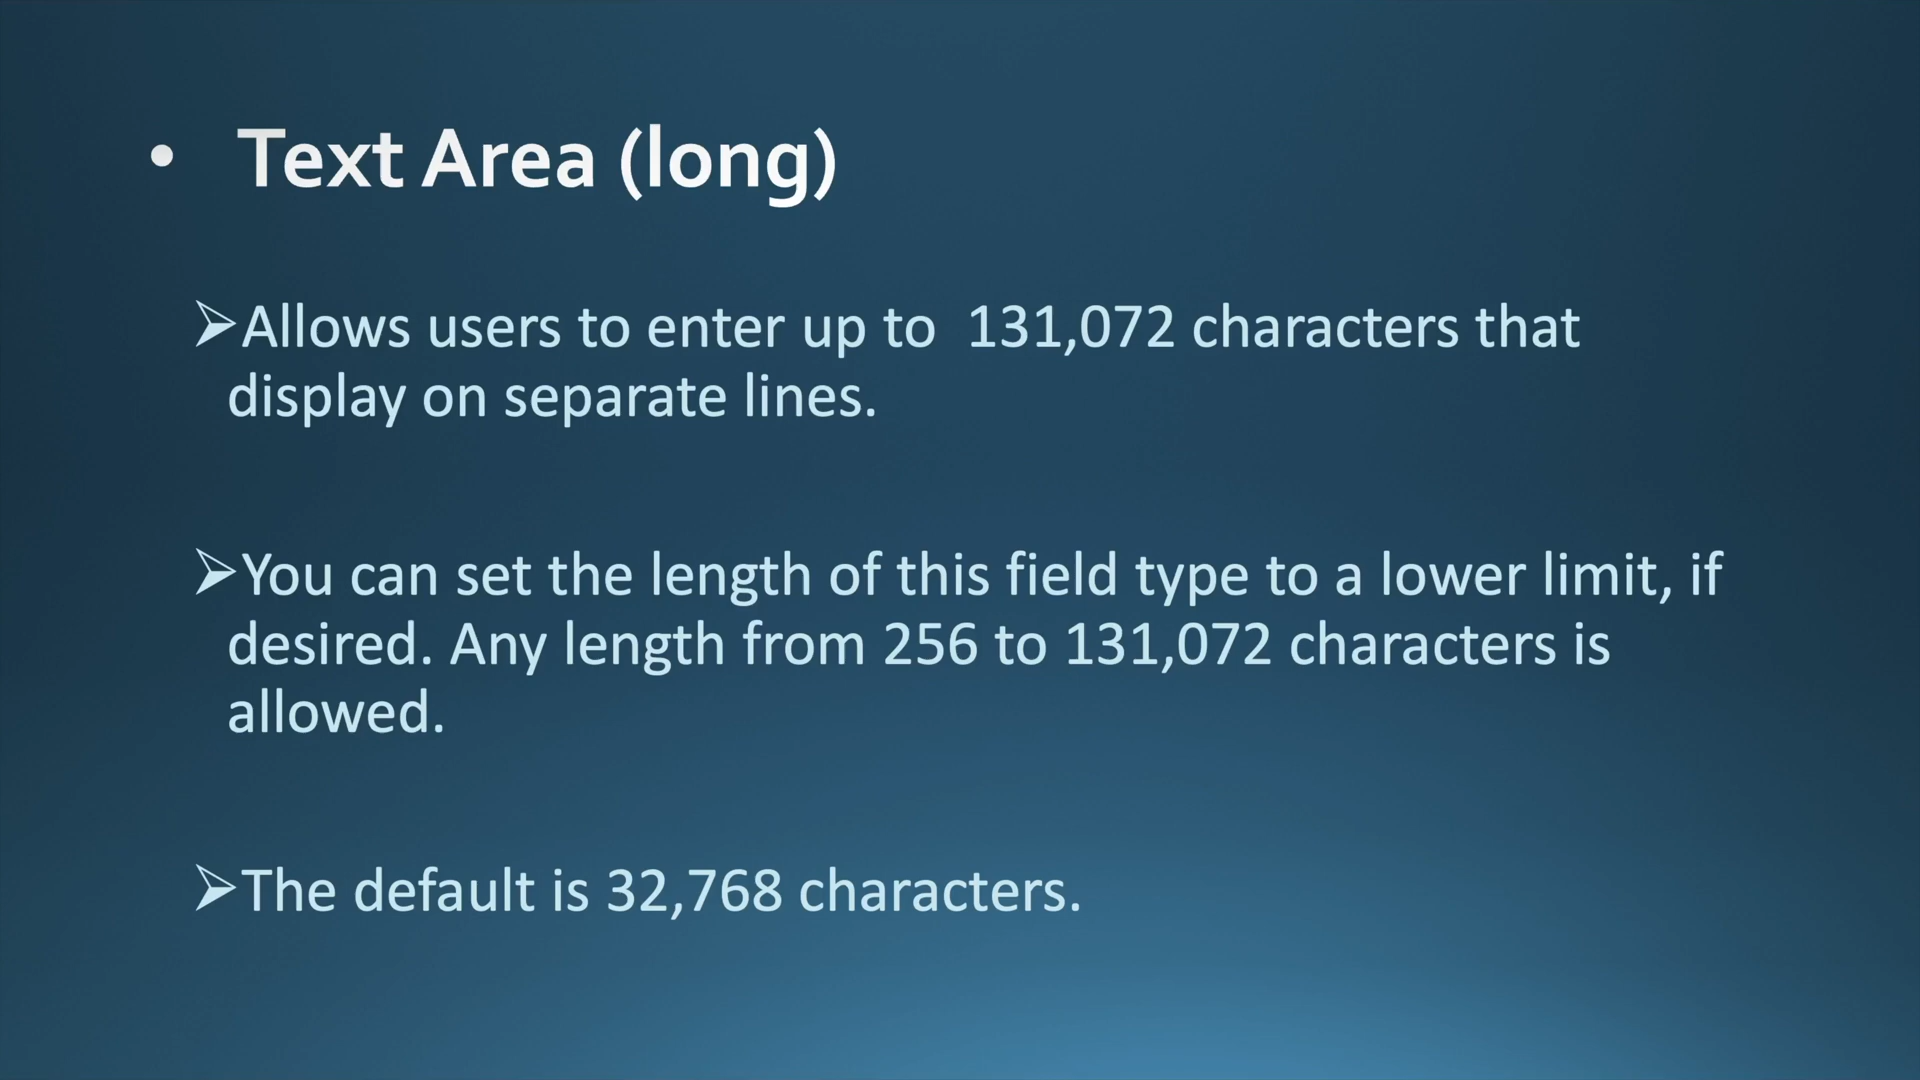 • Text Area (long)
➢Allows users to enter up to 131,072 characters that
display on separate lines.
➢You can set the length of this field type to a lower limit, if
desired. Any length from 256 to 131,072 characters is
allowed.
➢The default is 32,768 characters.